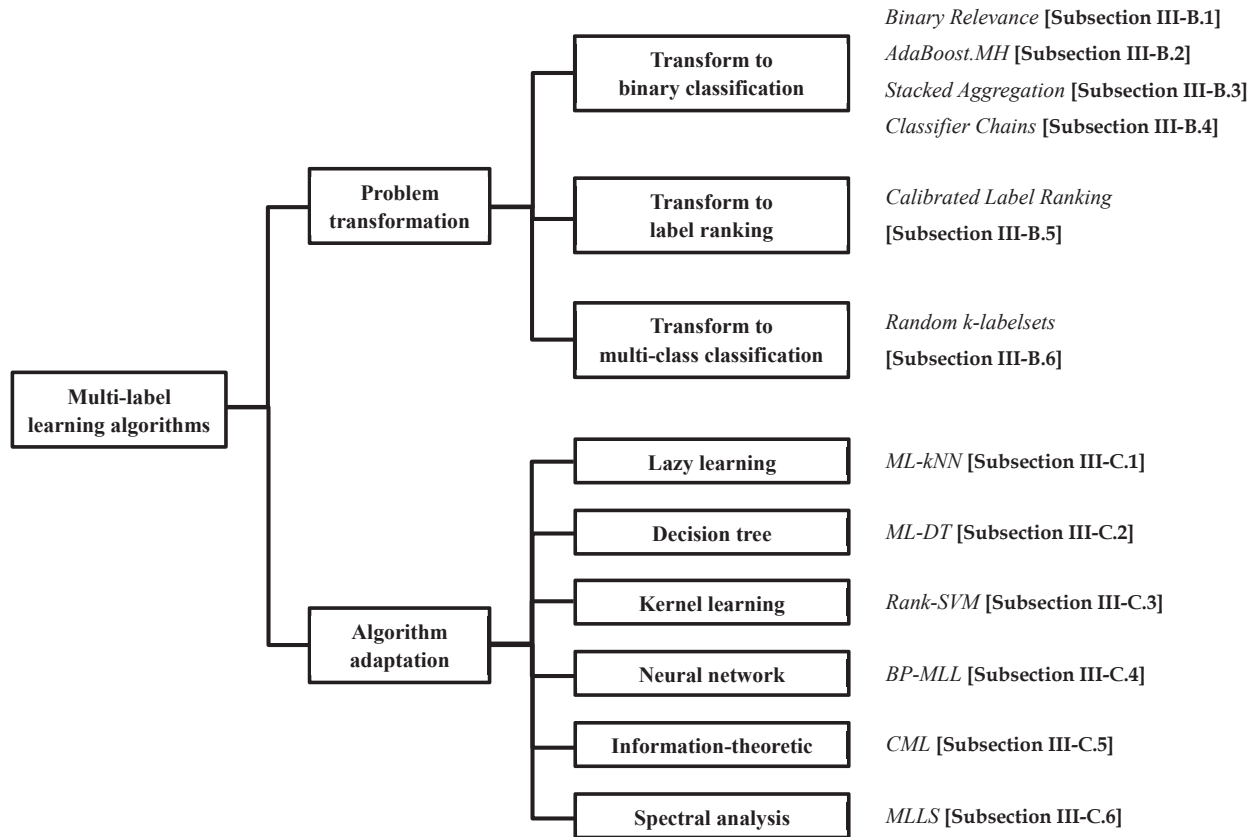 Multi-label
learning algorithms
Problem
transformation
Transform to
binary classification
Binary Relevance [Subsection III-B.1]
AdaBoost.MH [Subsection III-B.2]
Stacked Aggregation [Subsection III-B.3]
Classifier Chains [Subsection III-B.4]
Transform to
label ranking
Calibrated Label Ranking
[Subsection III-B.5]
Transform to
multi-class classification
Random k-labelsets
[Subsection III-B.6]
Algorithm
adaptation
Lazy learning
ML-kNN [Subsection III-C.1]
Decision tree
ML-DT [Subsection III-C.2]
Kernel learning
Rank-SVM [Subsection III-C.3]
Neural network
BP-MLL [Subsection III-C.4]
Information-theoretic
CML [Subsection III-C.5]
Spectral analysis
MLLS [Subsection III-C.6]